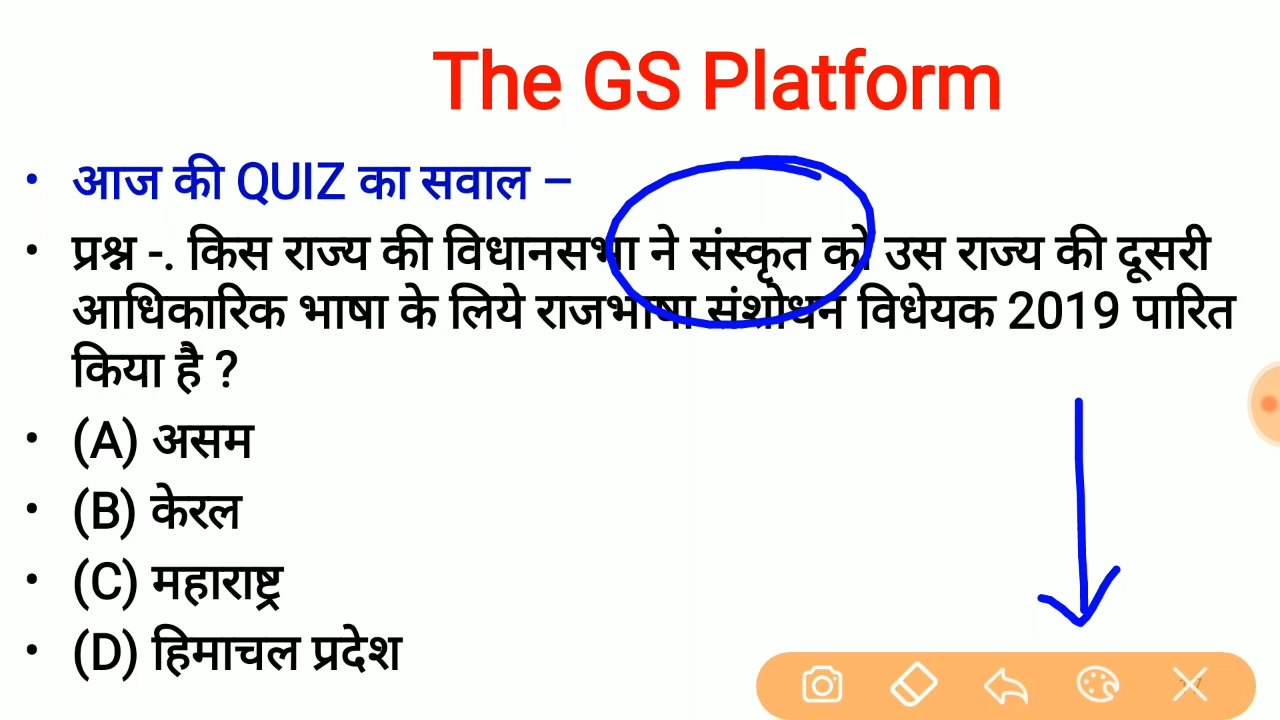 The GS Platform
• आज की QUIZ का सवाल –
• प्रश्न -. किस राज्य की विधानसभा ने संस्कृत को उस राज्य की दूसरी
आधिकारिक भाषा के लिये राजभाषा संशोधन विधेयक 2019 पारित
किया है ?
• (A) असम
• (B) केरल
• (C) महाराष्ट्र
• (D) हिमाचल प्रदेश